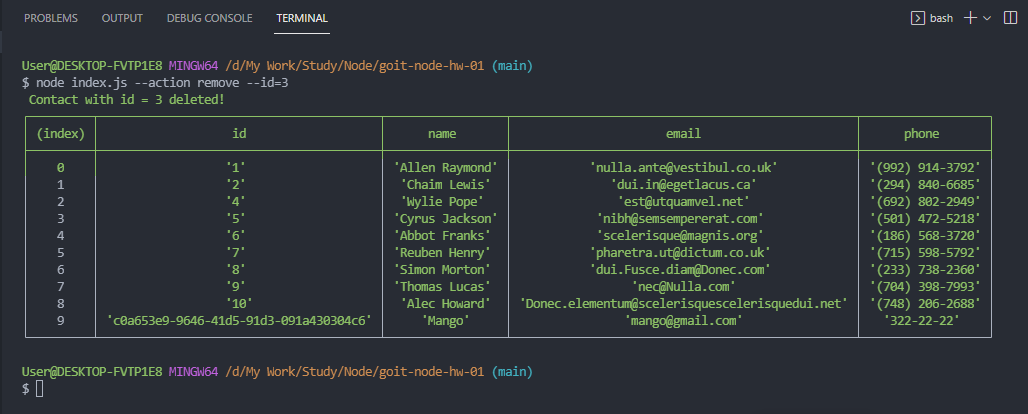 PROBLEMS OUTPUT DEBUG CONSOLE TERMINAL bash
User@DESKTOP-FVTP1E8 MINGW64 /d/My Work/Study/Node/goit-node-hw-01 (main)
$ node index.js --action remove --id=3
Contact with id = 3 deleted!
(index) id name email phone
0 '1' 'Allen Raymond' 'nulla.ante@vestibul.co.uk' '(992) 914-3792'
1 '2' 'Chaim Lewis' 'dui.in@egetlacus.ca' '(294) 840-6685'
2 '4' 'Wylie Pope' 'est@utquamvel.net' '(692) 802-2949'
3 '5' 'Cyrus Jackson' 'nibh@semsempererat.com' '(501) 472-5218'
4 '6' 'Abbot Franks' 'scelerisque@magnis.org' '(186) 568-3720'
5 '7' 'Reuben Henry' 'pharetra.ut@dictum.co.uk' '(715) 598-5792'
6 '8' 'Simon Morton' 'dui.Fusce.diam@Donec.com' '(233) 738-2360'
7 '9' 'Thomas Lucas' 'nec@Nulla.com' '(704) 398-7993'
8 '10' 'Alec Howard' 'Donec.elementum@scelerisquescelerisquedui.net' '(748) 206-2688'
9 'c0a653e9-9646-41d5-91d3-091a430304c6' 'Mango' 'mango@gmail.com' '322-22-22'
User@DESKTOP-FVTP1E8 MINGW64 /d/My Work/Study/Node/goit-node-hw-01 (main)
$